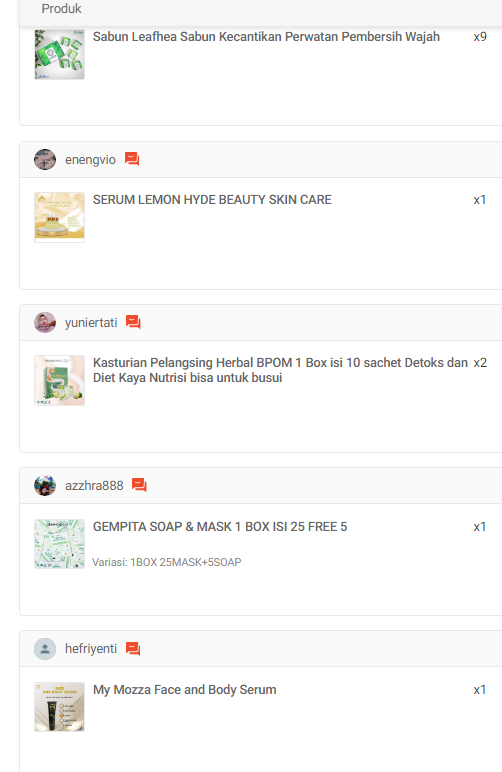 Produk
Sabun Leafhea Sabun Kecantikan Perwatan Pembersih Wajah
x9
enengvio
SERUM LEMON HYDE BEAUTY SKIN CARE
x1
yuniertati
Kasturian Pelangsing Herbal BPOM 1 Box isi 10 sachet Detoks dan
x2
Diet Kaya Nutrisi bisa untuk busui
azzhra888
GEMPITA SOAP & MASK 1 BOX ISI 25 FREE 5
x1
Variasi: 1BOX 25MASK+5SOAP
hefriyenti
My Mozza Face and Body Serum
x1